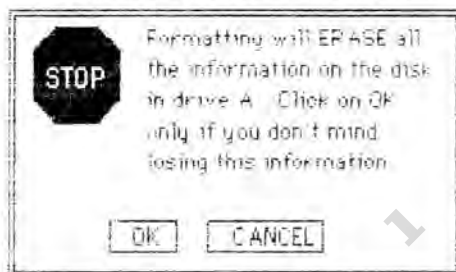 STOP
Formatting will ERASE all
the information on the disk
in drive A. Click on OK
only if you don't mind
losing this information.
OK CANCEL
1